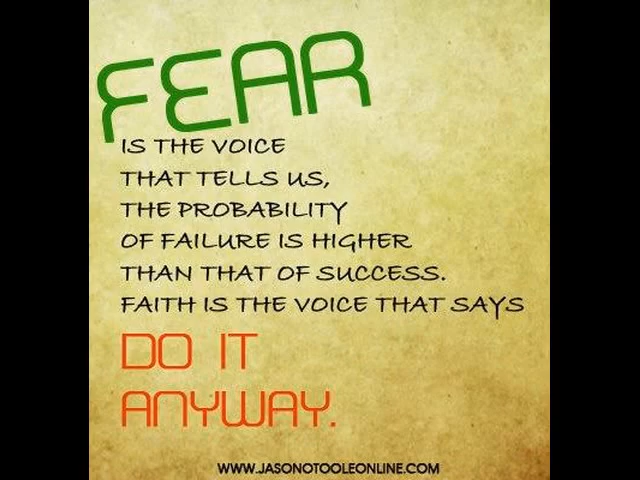 FEAR
IS THE VOICE
THAT TELLS US,
THE PROBABILITY
OF FAILURE IS HIGHER
THAN THAT OF SUCCESS.
FAITH IS THE VOICE THAT SAYS
DO IT
ANYWAY.
WWW.JASONOTOOLEONLINE.COM